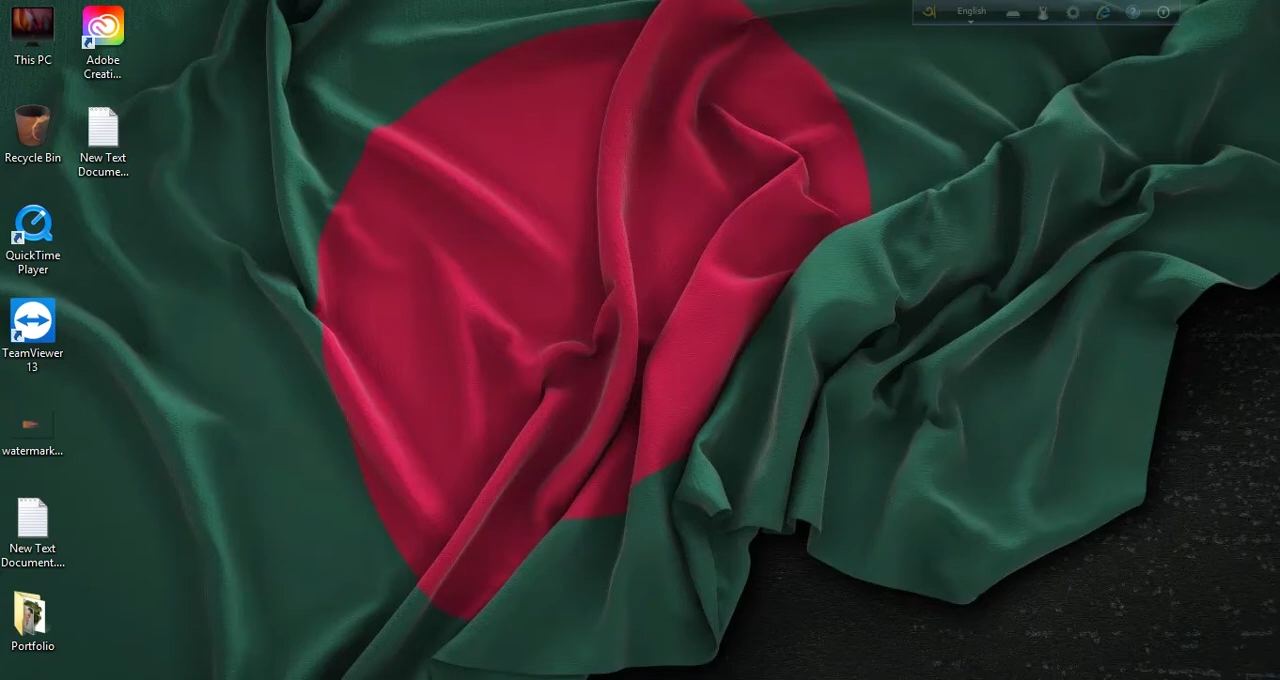 This PC
Adobe
Creati...
Recycle Bin
New Text
Docume...
QuickTime
Player
TeamViewer
13
watermark...
New Text
Document....
Portfolio
English